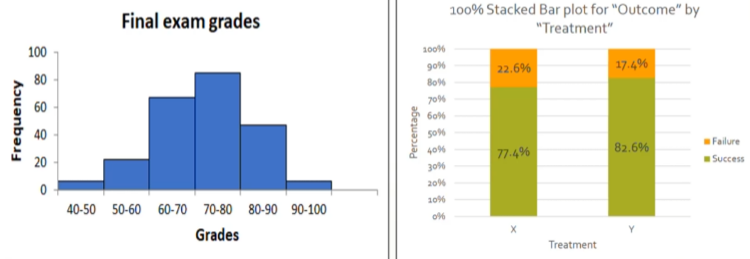 Final exam grades
100
80
60
40
20
0
Frequency
40-50 50-60 60-70 70-80 80-90 90-100
Grades
100% Stacked Bar plot for "Outcome" by
"Treatment"
100%
90%
80%
70%
60%
50%
40%
30%
20%
10%
0%
Percentage
22.6%
77.4%
17.4%
82.6%
X Y
Treatment
Failure
Success